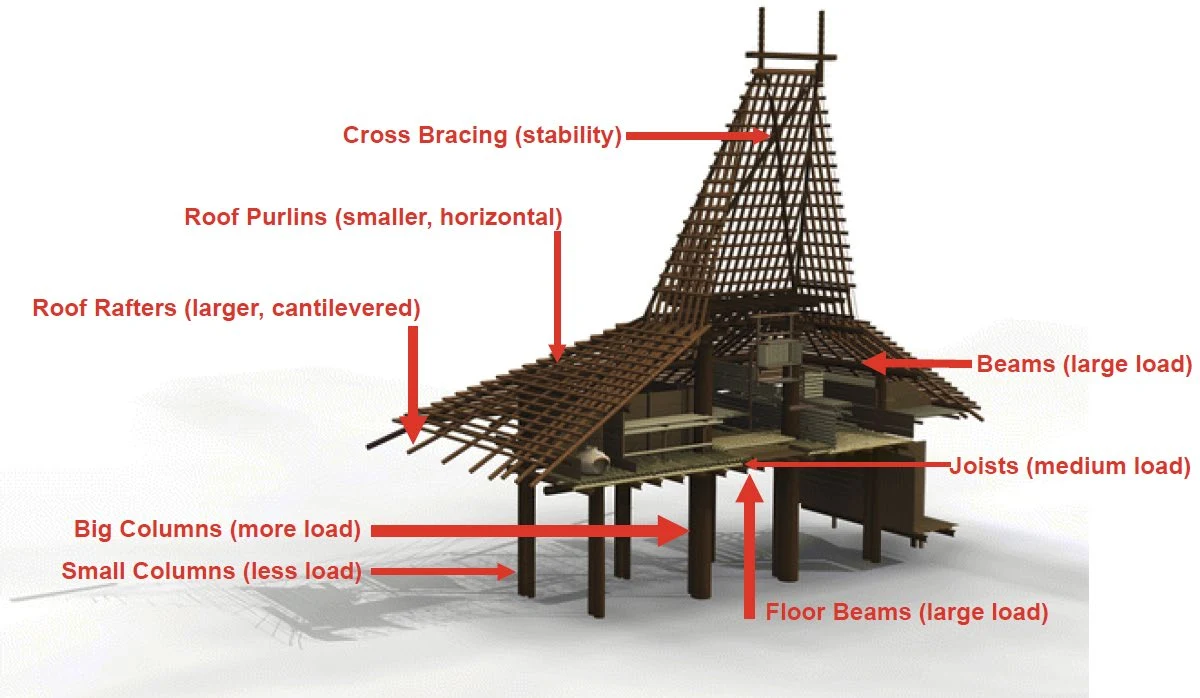 Cross Bracing (stability)
Roof Purlins (smaller, horizontal)
Roof Rafters (larger, cantilevered)
Beams (large load)
Joists (medium load)
Big Columns (more load)
Small Columns (less load)
Floor Beams (large load)